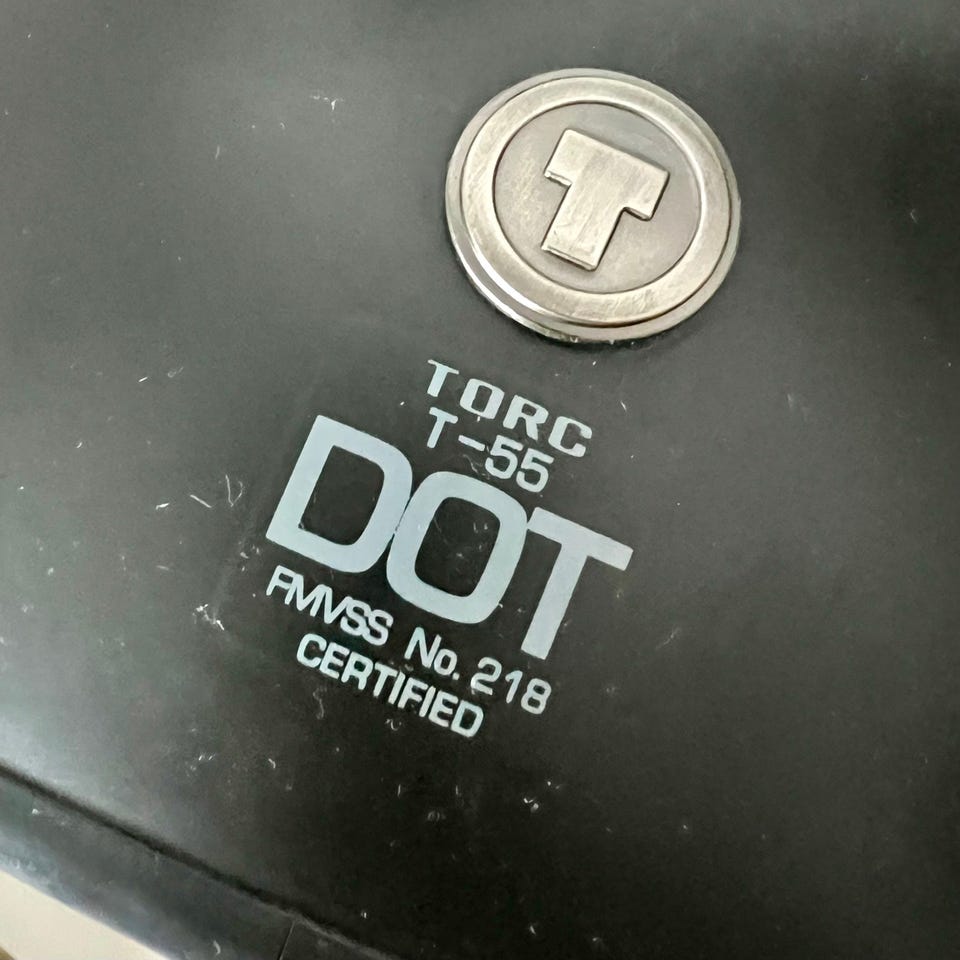 T
TORC
T-55
DOT
FMVSS No. 218
CERTIFIED